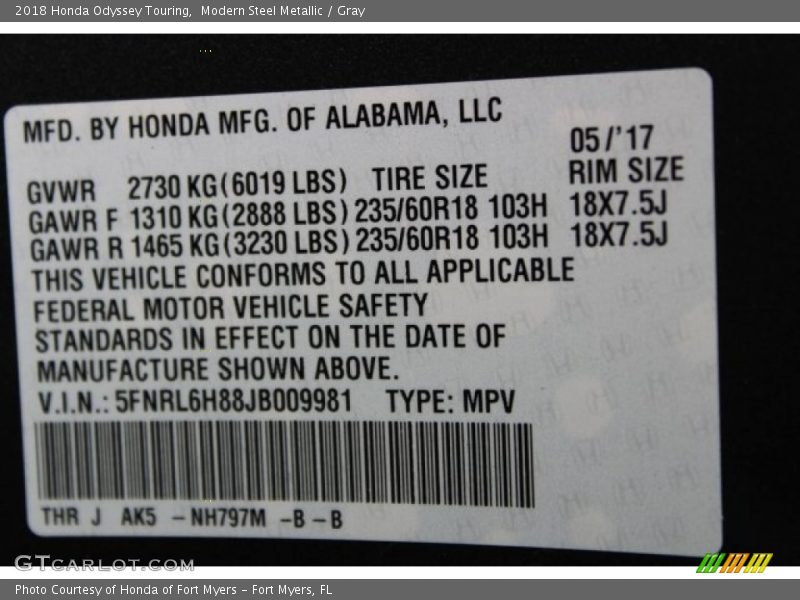 2018 Honda Odyssey Touring,  Modern Steel Metallic / Gray
MFD. BY HONDA MFG. OF ALABAMA, LLC
05/'17
GVWR 2730 KG(6019 LBS) TIRE SIZE RIM SIZE
GAWR F 1310 KG(2888 LBS) 235/60R18 103H 18X7.5J
GAWR R 1465 KG(3230 LBS) 235/60R18 103H 18X7.5J
THIS VEHICLE CONFORMS TO ALL APPLICABLE
FEDERAL MOTOR VEHICLE SAFETY
STANDARDS IN EFFECT ON THE DATE OF
MANUFACTURE SHOWN ABOVE.
V.I.N.: 5FNRL6H88JB009981 TYPE: MPV
THR J AK5 -NH797M -B-B
GTCARLOT.COM
Photo Courtesy of Honda of Fort Myers - Fort Myers, FL